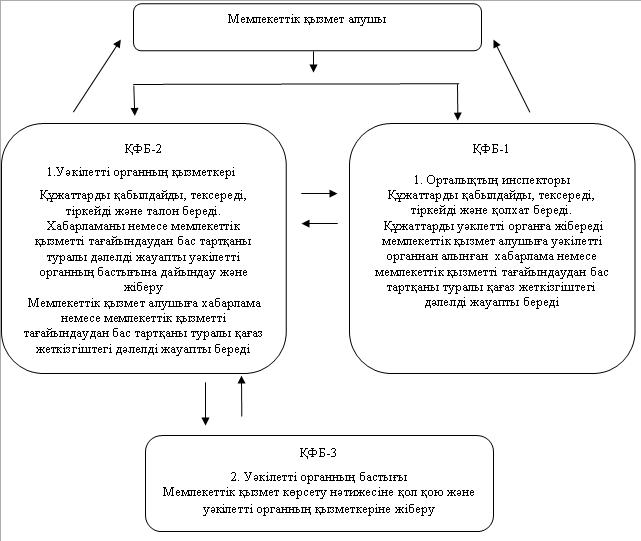 Мемлекеттік қызмет алушы
ҚФБ-2
1.Уәкілетті органның қызметкері
Құжаттарды қабылдайды, тексереді,
тіркейді және талон береді.
Хабарламаны немесе мемлекеттік
қызметті тағайындаудан бас тартқаны
туралы дәлелді жауапты уәкілетті
органның бастығына дайындау және
жіберу
Мемлекеттік қызмет алушыға хабарлама
немесе мемлекеттік қызметті
тағайындаудан бас тартқаны туралы қағаз
жеткізгіштегі дәлелді жауапты береді
ҚФБ-1
1. Орталықтың инспекторы
Құжаттарды қабылдайды, тексереді,
тіркейді және қолхат береді.
Құжаттарды уәклетті органға жібереді
мемлекеттік қызмет алушыға уәкілетті
органнан алынған хабарлама немесе
мемлекеттік қызметті тағайындаудан бас
тартқаны туралы қағаз жеткізгіштегі
дәлелді жауапты береді
ҚФБ-3
2. Уәкілетті органның бастығы
Мемлекеттік қызмет көрсету нәтижесіне қол қою және
уәкілетті органның қызметкеріне жіберу